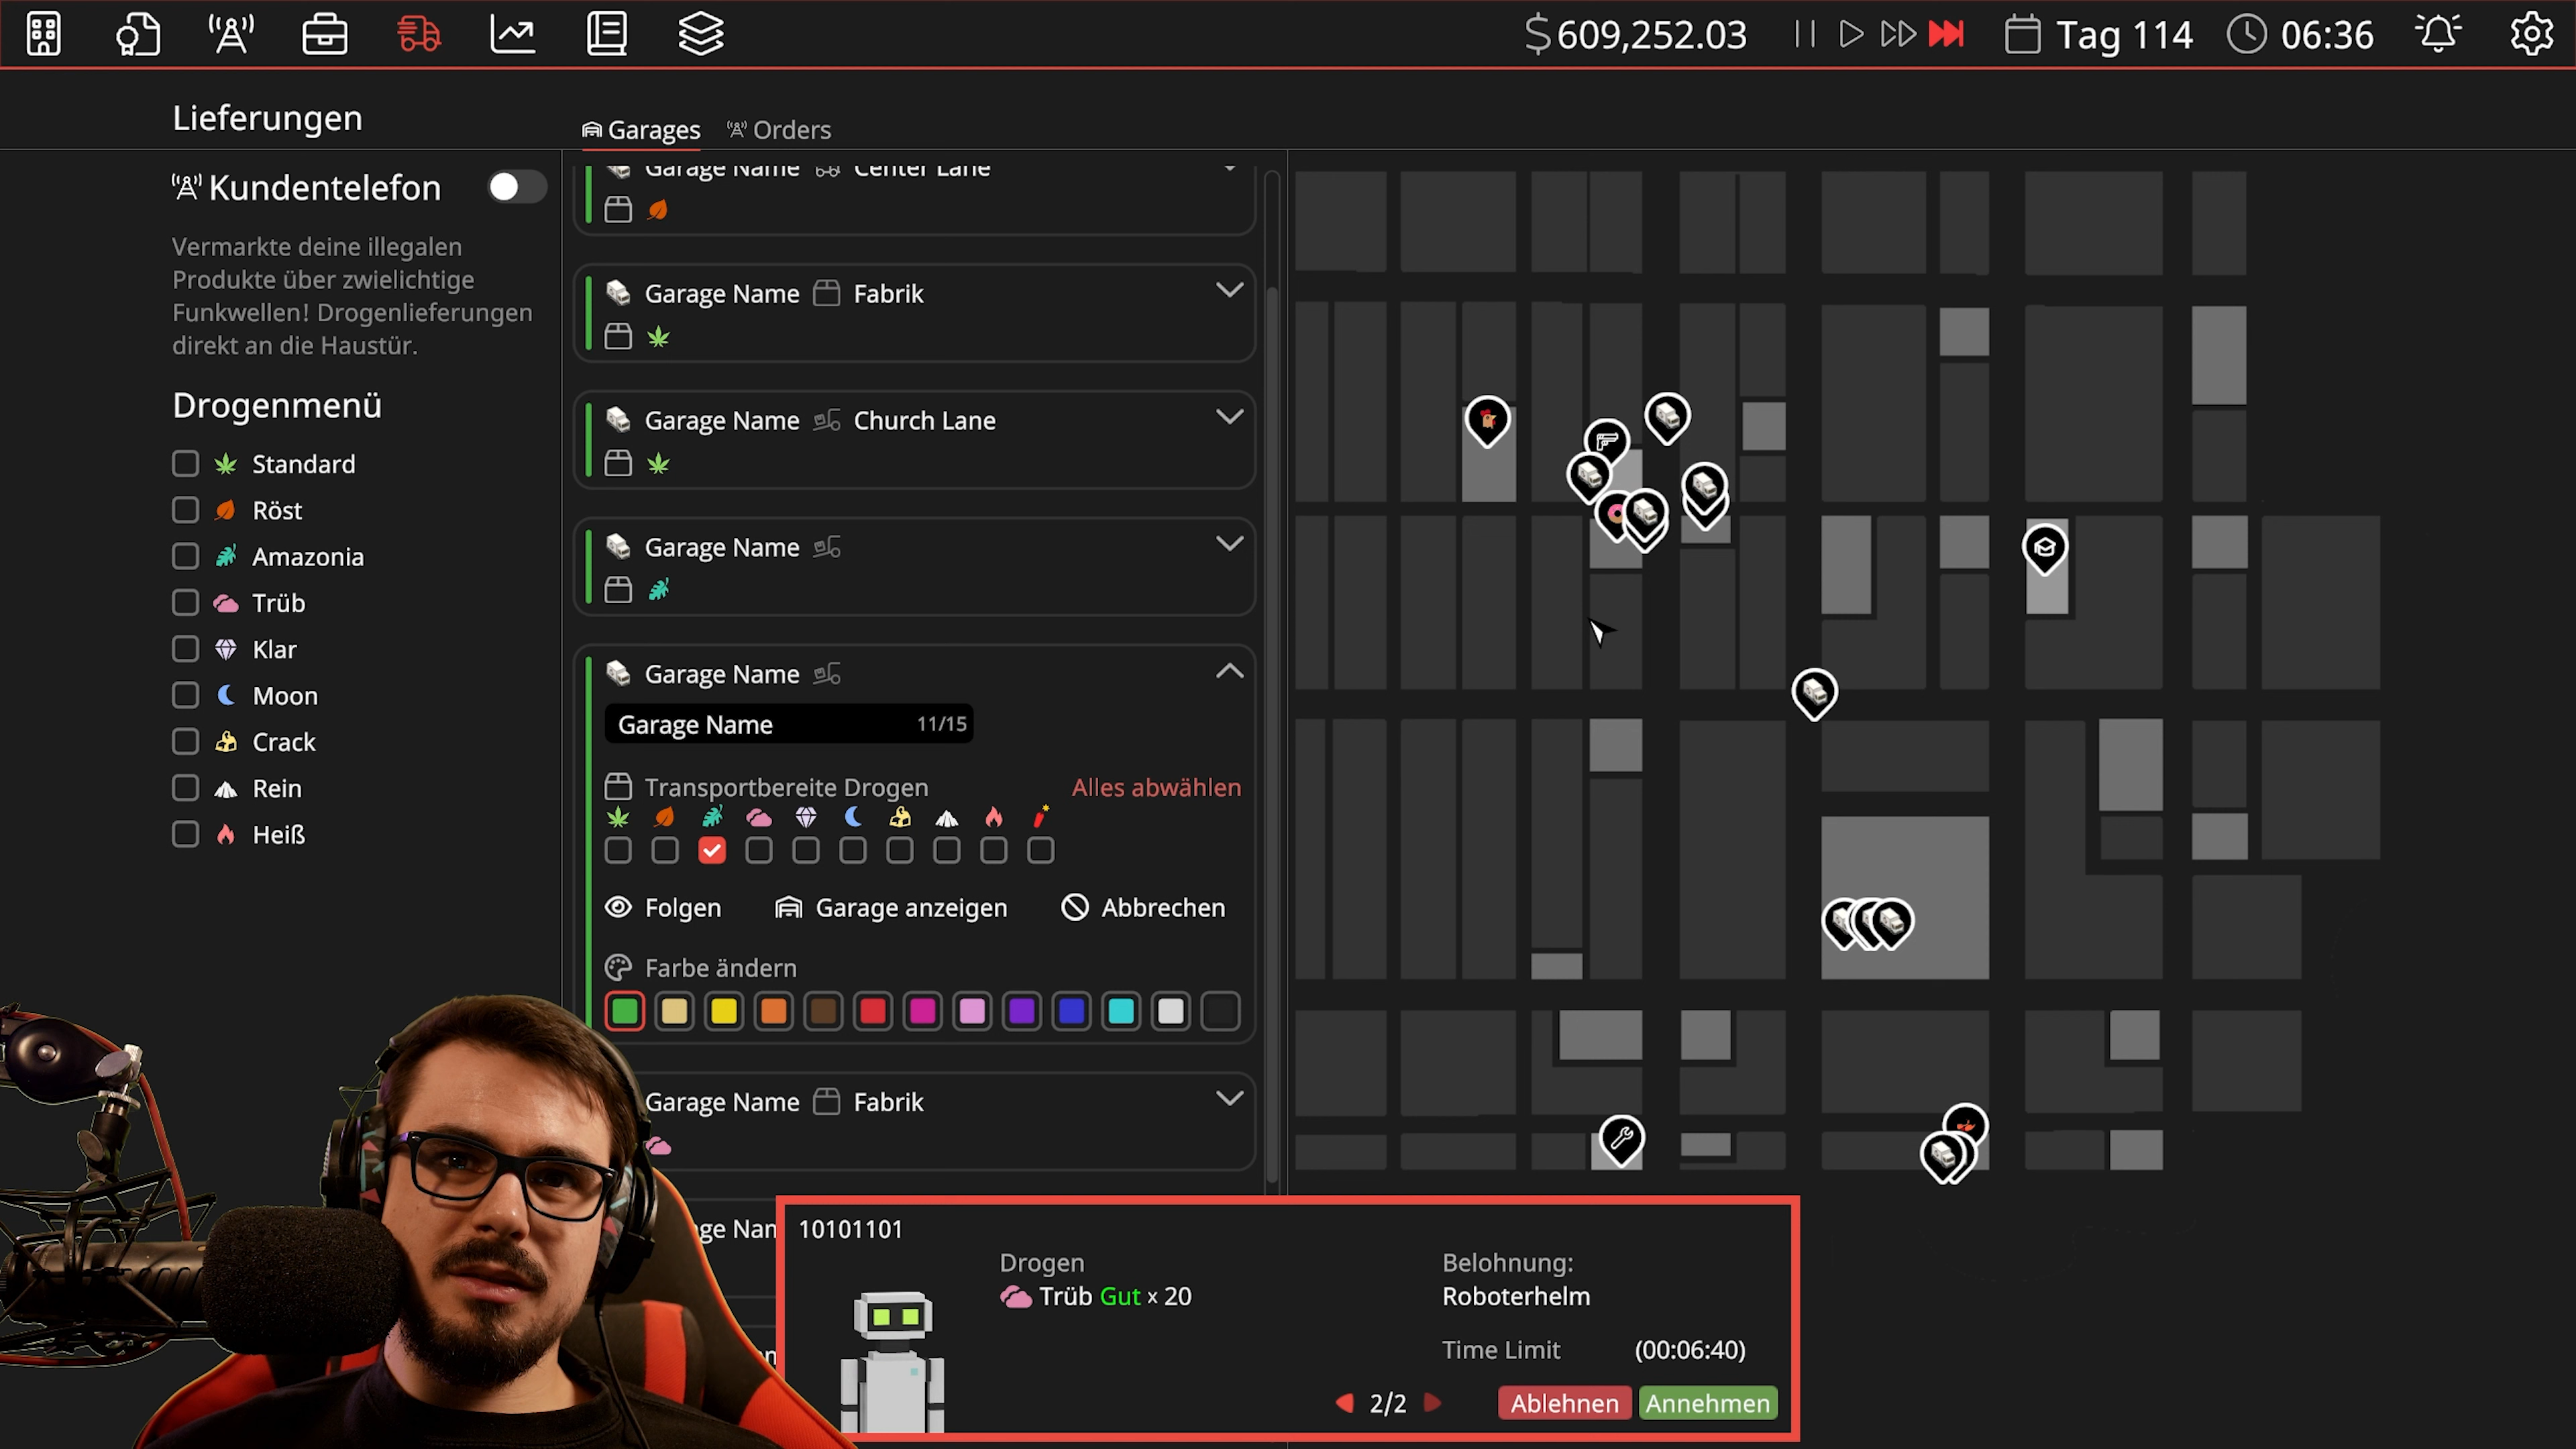 $609,252.03
Tag 114
06:36
Lieferungen
Garages
Orders
Kundentelefon
Vermarkte deine illegalen
Produkte über zwielichtige
Funkwellen! Drogenlieferungen
direkt an die Haustür.
Drogenmenü
Standard
Röst
Amazonia
Trüb
Klar
Moon
Crack
Rein
Heiß
Garage Name Center Lane
Garage Name Fabrik
Garage Name Church Lane
Garage Name
Garage Name
Garage Name 11/15
Transportbereite Drogen Alles abwählen
Folgen Garage anzeigen Abbrechen
Farbe ändern
Garage Name Fabrik
10101101
Drogen
Trüb Gut x 20
Belohnung:
Roboterhelm
Time Limit (00:06:40)
2/2
Ablehnen Annehmen